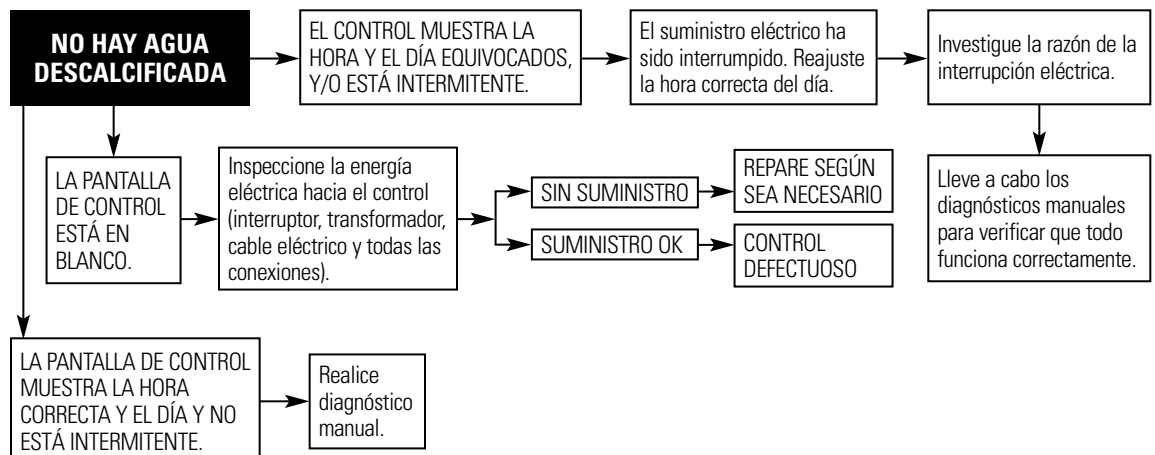 NO HAY AGUA
DESCALCIFICADA
EL CONTROL MUESTRA LA
HORA Y EL DÍA EQUIVOCADOS,
Y/O ESTÁ INTERMITENTE.
El suministro eléctrico ha
sido interrumpido. Reajuste
la hora correcta del día.
Investigue la razón de la
interrupción eléctrica.
Lleve a cabo los
diagnósticos manuales
para verificar que todo
funciona correctamente.
LA PANTALLA
DE CONTROL
ESTÁ EN
BLANCO.
Inspeccione la energía
eléctrica hacia el control
(interruptor, transformador,
cable eléctrico y todas las
conexiones).
SIN SUMINISTRO
REPARE SEGÚN
SEA NECESARIO
SUMINISTRO OK
CONTROL
DEFECTUOSO
LA PANTALLA DE CONTROL
MUESTRA LA HORA
CORRECTA Y EL DÍA Y NO
ESTÁ INTERMITENTE.
Realice
diagnóstico
manual.